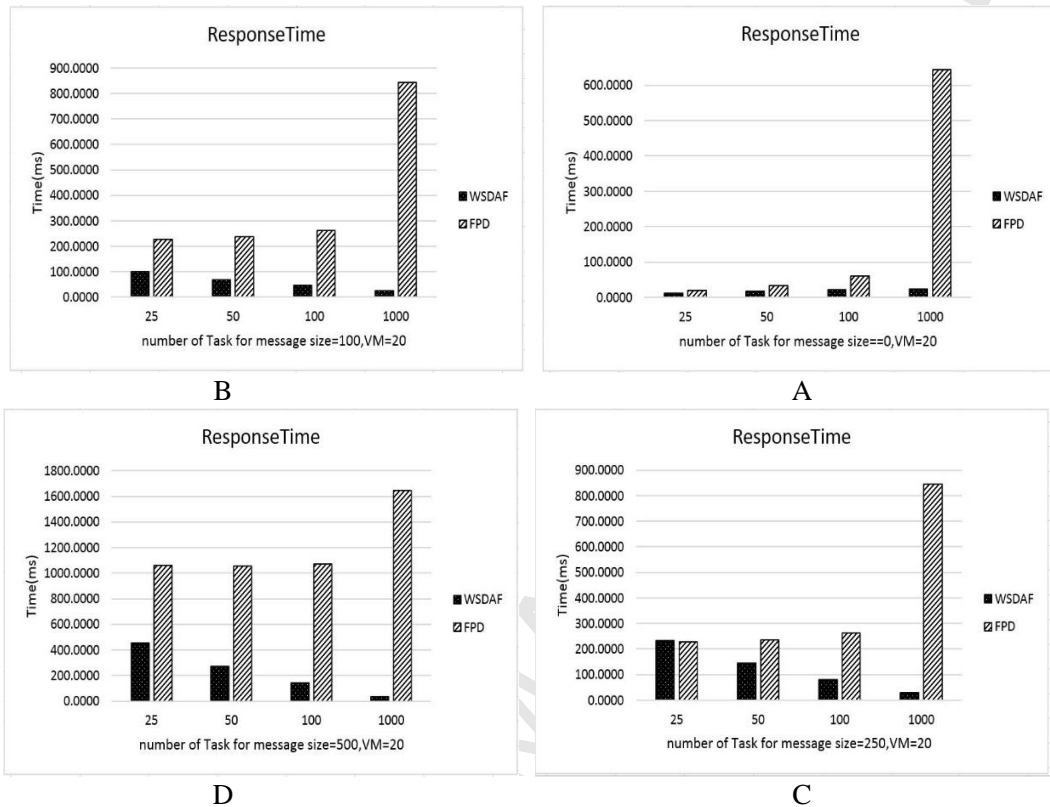 ResponseTime
900.0000
800.0000
700.0000
600.0000
500.0000
400.0000
300.0000
200.0000
100.0000
0.0000
Time(ms)
WSDAF
FPD
25 50 100 1000
number of Task for message size=100,VM=20
B
ResponseTime
600.0000
500.0000
400.0000
300.0000
200.0000
100.0000
0.0000
Time(ms)
WSDAF
FPD
25 50 100 1000
number of Task for message size==0,VM=20
A
ResponseTime
1800.0000
1600.0000
1400.0000
1200.0000
1000.0000
800.0000
600.0000
400.0000
200.0000
0.0000
Time(ms)
WSDAF
FPD
25 50 100 1000
number of Task for message size=500,VM=20
D
ResponseTime
900.0000
800.0000
700.0000
600.0000
500.0000
400.0000
300.0000
200.0000
100.0000
0.0000
Time(ms)
WSDAF
FPD
25 50 100 1000
number of Task for message size=250,VM=20
C